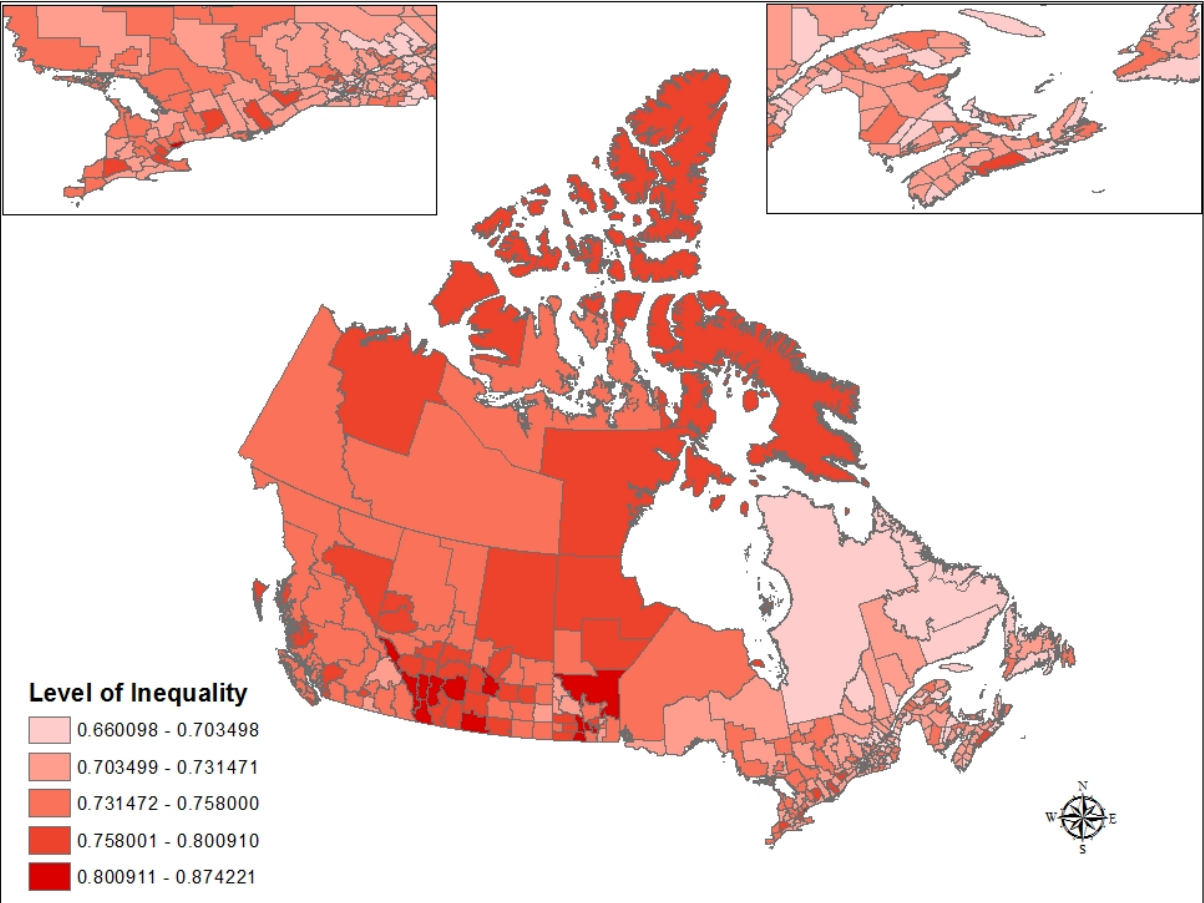 Level of Inequality
0.660098 - 0.703498
0.703499 - 0.731471
0.731472 - 0.758000
0.758001 - 0.800910
0.800911 - 0.874221
N
W E
S